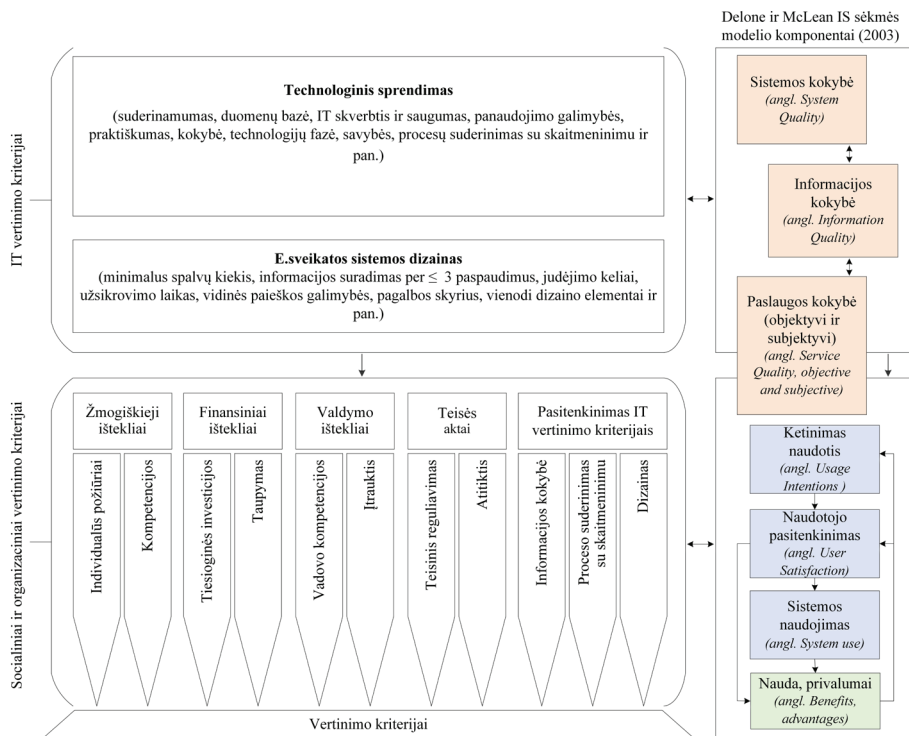 Delone ir McLean IS sėkmės
modelio komponentai (2003)
IT vertinimo kriterijai
Technologinis sprendimas
(suderinamumas, duomenų bazė, IT skverbtis ir saugumas, panaudojimo galimybės,
praktiškumas, kokybė, technologijų fazė, savybės, procesų suderinimas su skaitmeninimu ir
pan.)
E.sveikatos sistemos dizainas
(minimalus spalvų kiekis, informacijos suradimas per ≤ 3 paspaudimus, judėjimo keliai,
užsikrovimo laikas, vidinės paieškos galimybės, pagalbos skyrius, vienodi dizaino elementai ir
pan.)
Sistemos kokybė
(angl. System
Quality)
Informacijos
kokybė
(angl. Information
Quality)
Paslaugos kokybė
(objektyvi ir
subjektyvi)
(angl. Service
Quality, objective
and subjective)
Socialiniai ir organizaciniai vertinimo kriterijai
Žmogiškieji
ištekliai
Finansiniai
ištekliai
Valdymo
ištekliai
Teisės
aktai
Pasitenkinimas IT
vertinimo kriterijais
Individualūs požiūriai
Kompetencijos
Tiesioginės investicijos
Taupymas
Vadovo kompetencijos
Įtrauktis
Teisinis reguliavimas
Atitiktis
Informacijos kokybė
Proceso suderinimas
su skaitmeninimu
Dizainas
Vertinimo kriterijai
Ketinimas
naudotis
(angl. Usage
Intentions )
Naudotojo
pasitenkinimas
(angl. User
Satisfaction)
Sistemos
naudojimas
(angl. System use)
Nauda, privalumai
(angl. Benefits,
advantages)